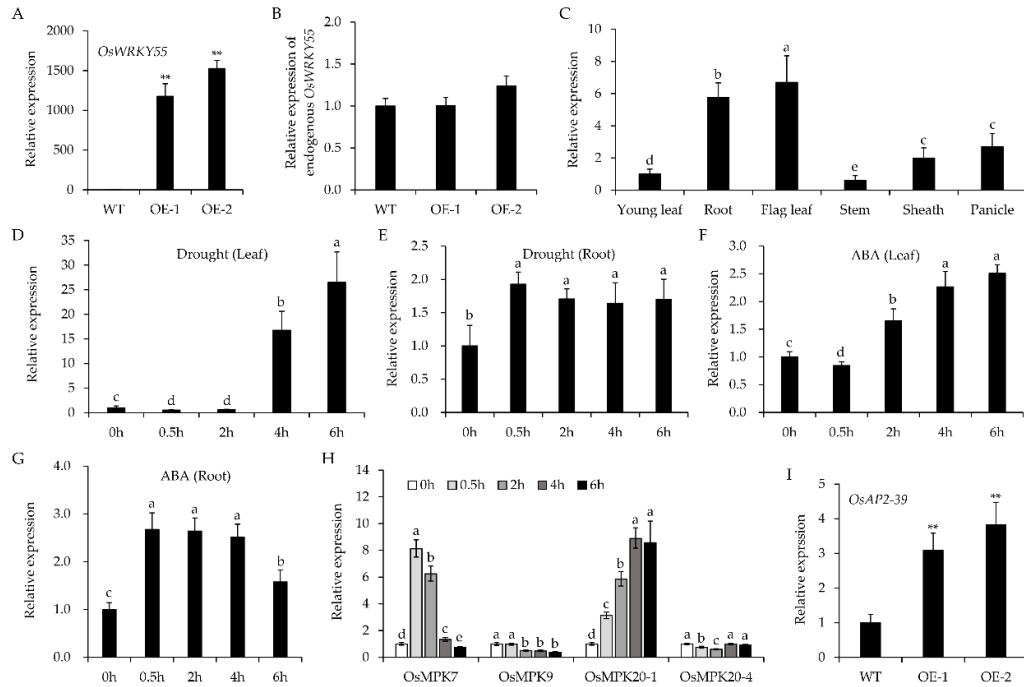 A
Relative expression
2000
1500
1000
500
0
OsWRKY55
**
**
WT OE-1 OE-2
B
Relative expression of
endogenous OsWRKY55
2.0
1.5
1.0
0.5
0.0
WT OE-1 OE-2
C
Relative expression
10
8
6
4
2
0
d b a e c c
Young leaf Root Flag leaf Stem Sheath Panicle
D
Relative expression
35
30
25
20
15
10
5
0
Drought (Leaf)
c d d b a
0h 0.5h 2h 4h 6h
E
Relative expression
2.5
2.0
1.5
1.0
0.5
0.0
Drought (Root)
b a a a a
0h 0.5h 2h 4h 6h
F
Relative expression
3.0
2.5
2.0
1.5
1.0
0.5
0.0
ABA (Leaf)
c d b a a
0h 0.5h 2h 4h 6h
G
Relative expression
4.0
3.0
2.0
1.0
0.0
ABA (Root)
c a a a b
0h 0.5h 2h 4h 6h
H
Relative expression
14
12
10
8
6
4
2
0
0h 0.5h 2h 4h 6h
d a b c e
a a b b b
d c b a a
a b c a a
OsMPK7 OsMPK9 OsMPK20-1 OsMPK20-4
I
Relative exprssion
5
4
3
2
1
0
OsAP2-39
**
**
WT OE-1 OE-2